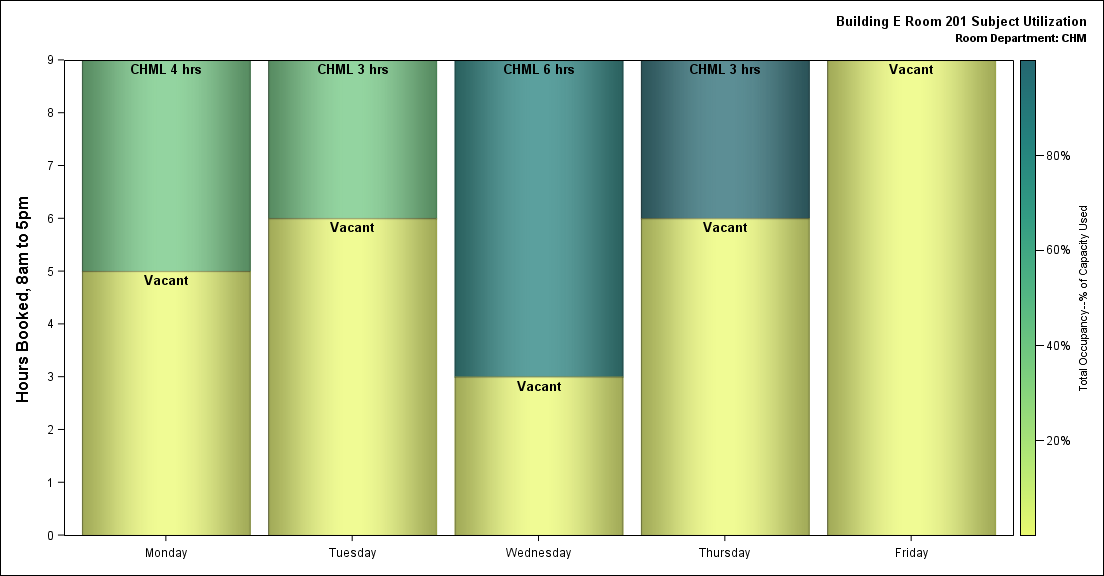 Building E Room 201 Subject Utilization
Room Department: CHM
Hours Booked, 8am to 5pm
9
8
7
6
5
4
3
2
1
0
CHML 4 hrs
Vacant
CHML 3 hrs
Vacant
CHML 6 hrs
Vacant
CHML 3 hrs
Vacant
Vacant
Monday
Tuesday
Wednesday
Thursday
Friday
80%
60%
40%
20%
Total Occupancy--% of Capacity Used